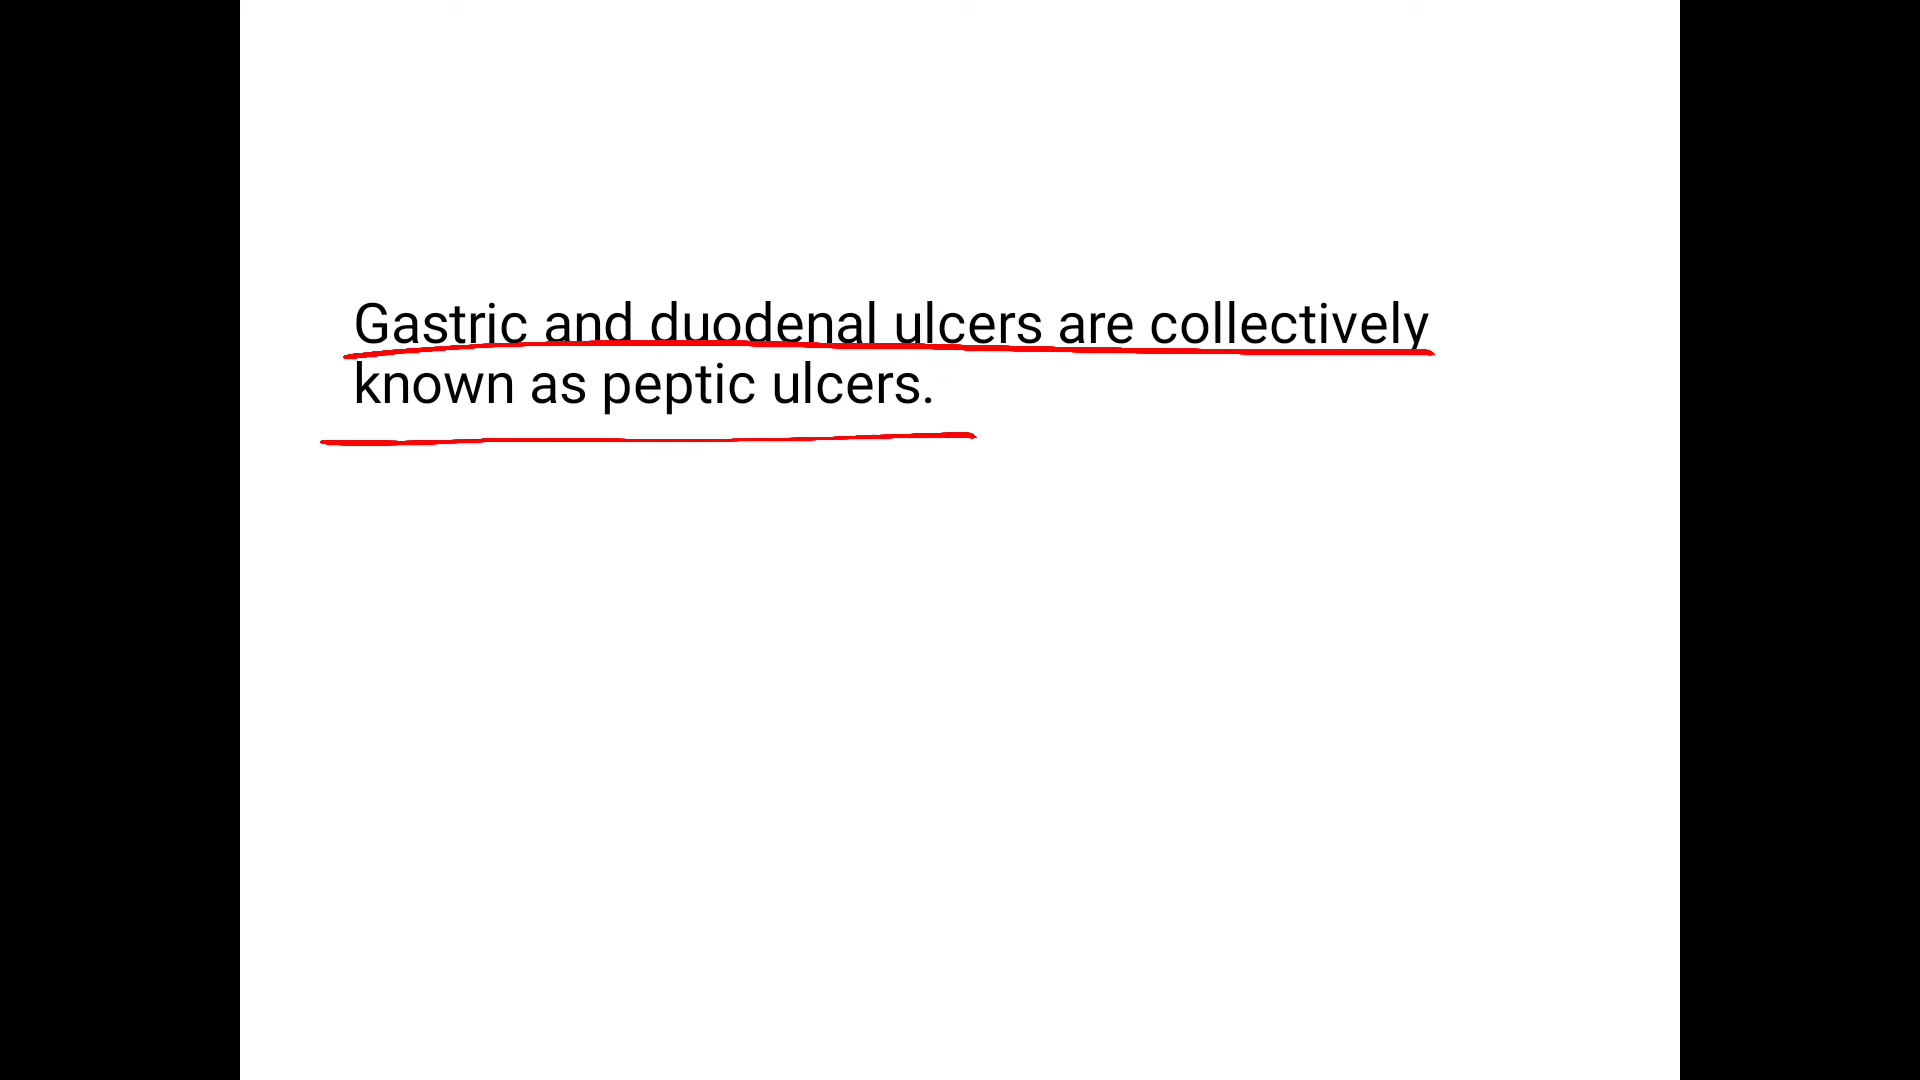 Gastric and duodenal ulcers are collectively
known as peptic ulcers.